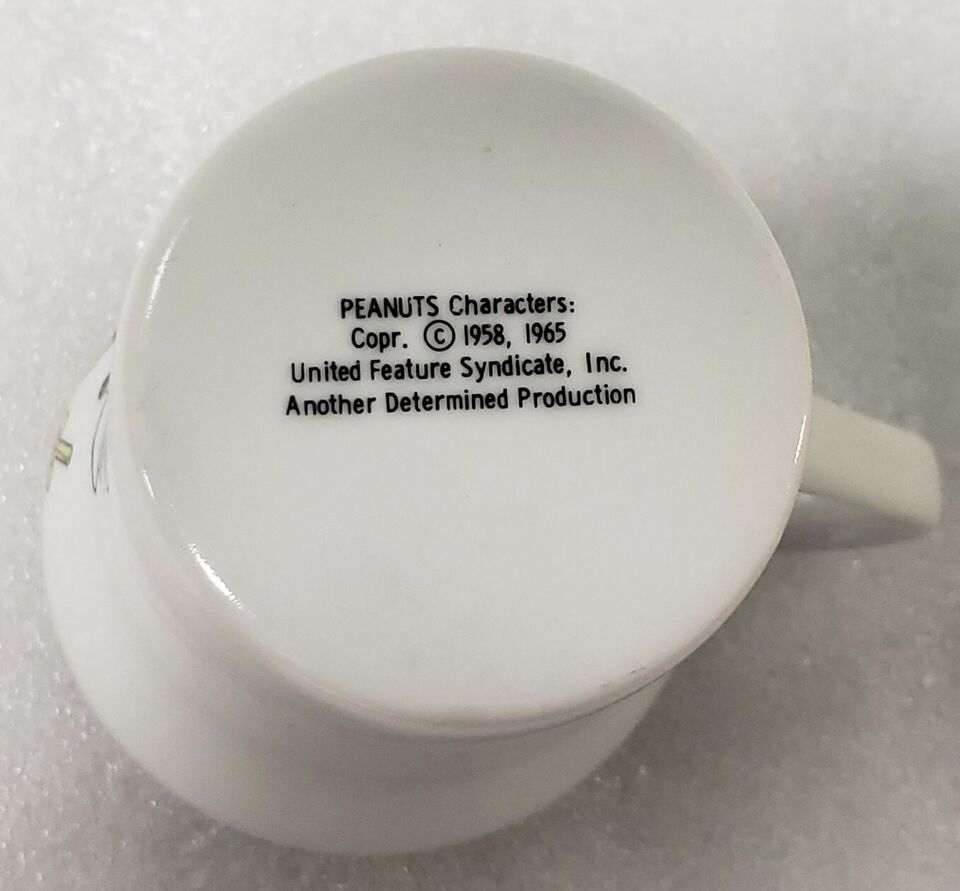 PEANUTS Characters:
Copr. © 1958, 1965
United Feature Syndicate, Inc.
Another Determined Production